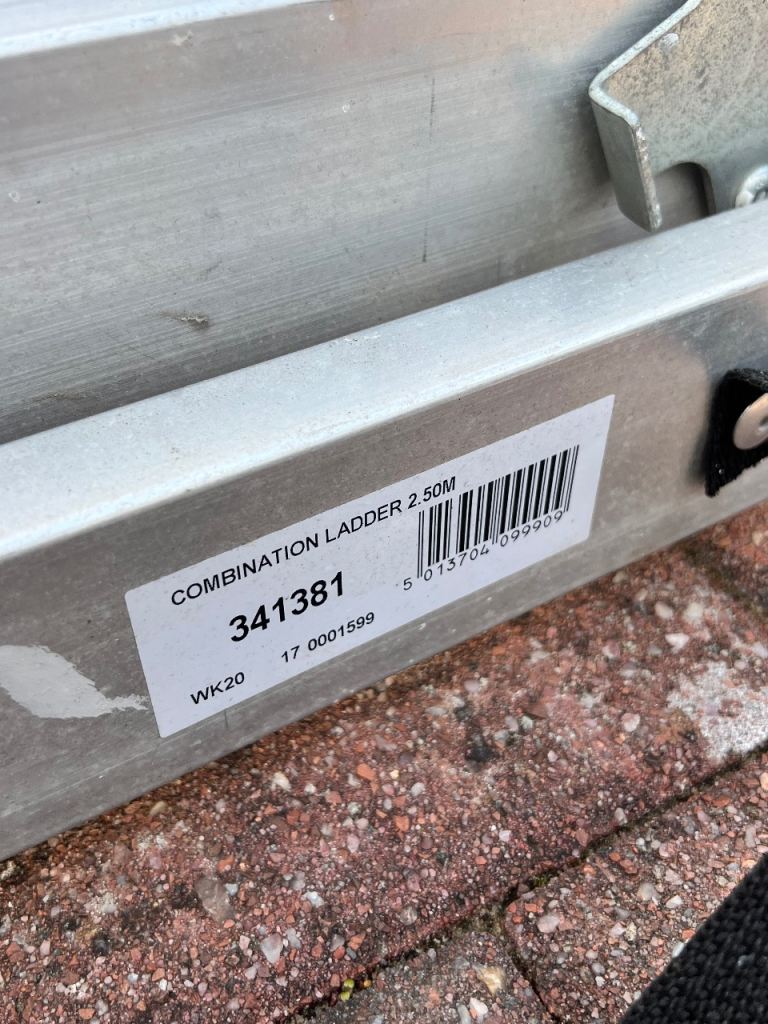 COMBINATION LADDER 2.50M
341381
5 013704 099909
WK20 17 0001599